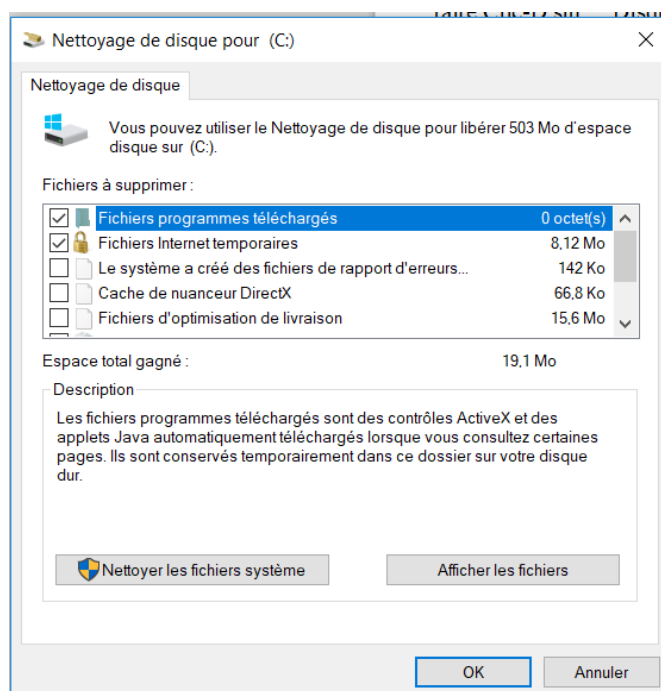 Nettoyage de disque pour (C:)
Nettoyage de disque
Vous pouvez utiliser le Nettoyage de disque pour libérer 503 Mo d'espace
disque sur (C:).
Fichiers à supprimer :
Fichiers programmes téléchargés 0 octet(s)
Fichiers Internet temporaires 8,12 Mo
Le système a créé des fichiers de rapport d'erreurs... 142 Ko
Cache de nuanceur DirectX 66,8 Ko
Fichiers d'optimisation de livraison 15,6 Mo
Espace total gagné : 19,1 Mo
Description
Les fichiers programmes téléchargés sont des contrôles ActiveX et des
applets Java automatiquement téléchargés lorsque vous consultez certaines
pages. Ils sont conservés temporairement dans ce dossier sur votre disque
dur.
Nettoyer les fichiers système Afficher les fichiers
OK Annuler